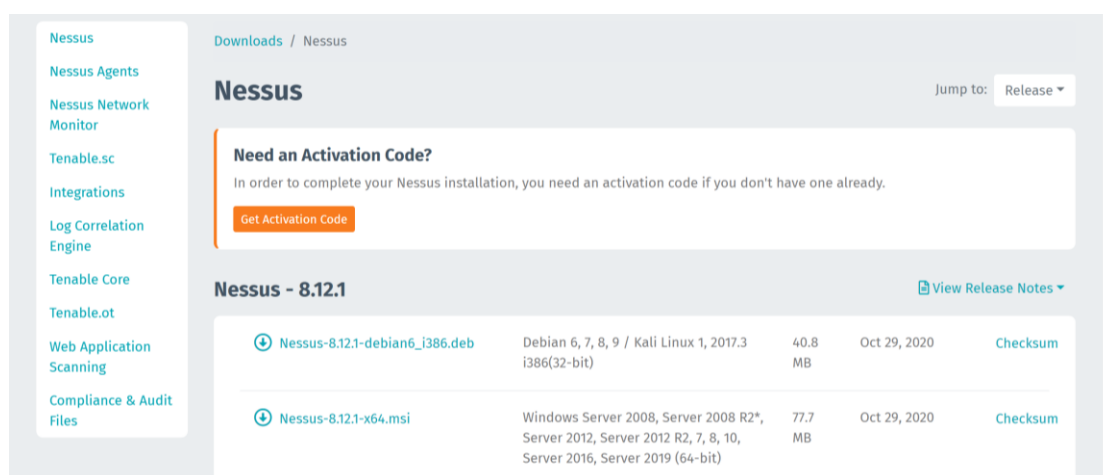 Nessus
Nessus Agents
Nessus Network
Monitor
Tenable.sc
Integrations
Log Correlation
Engine
Tenable Core
Tenable.ot
Web Application
Scanning
Compliance & Audit
Files
Downloads / Nessus
Nessus
Jump to: Release
Need an Activation Code?
In order to complete your Nessus installation, you need an activation code if you don't have one already.
Get Activation Code
Nessus - 8.12.1
View Release Notes
Nessus-8.12.1-debian6_i386.deb
Debian 6, 7, 8, 9 / Kali Linux 1, 2017.3
i386(32-bit)
40.8
MB
Oct 29, 2020
Checksum
Nessus-8.12.1-x64.msi
Windows Server 2008, Server 2008 R2*,
Server 2012, Server 2012 R2, 7, 8, 10,
Server 2016, Server 2019 (64-bit)
77.7
MB
Oct 29, 2020
Checksum